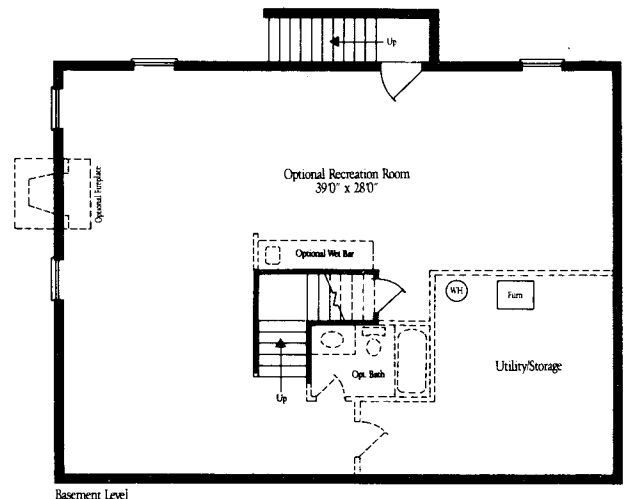 Up
Optional Recreation Room
39'0" x 28'0"
Optional Fireplace
Optional Wet Bar
WH
Furn
Utility/Storage
Opt. Bath
Up
Basement Level